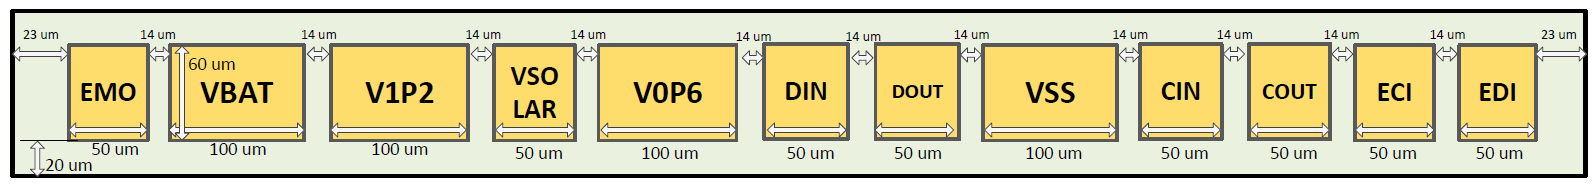 23 um 14 um 14 um 14 um 14 um 14 um 14 um 14 um 14 um 14 um 14 um 14 um 23 um
60 um
EMO VBAT V1P2 VSO LAR V0P6 DIN DOUT VSS CIN COUT ECI EDI
50 um 100 um 100 um 50 um 100 um 50 um 50 um 100 um 50 um 50 um 50 um 50 um
20 um